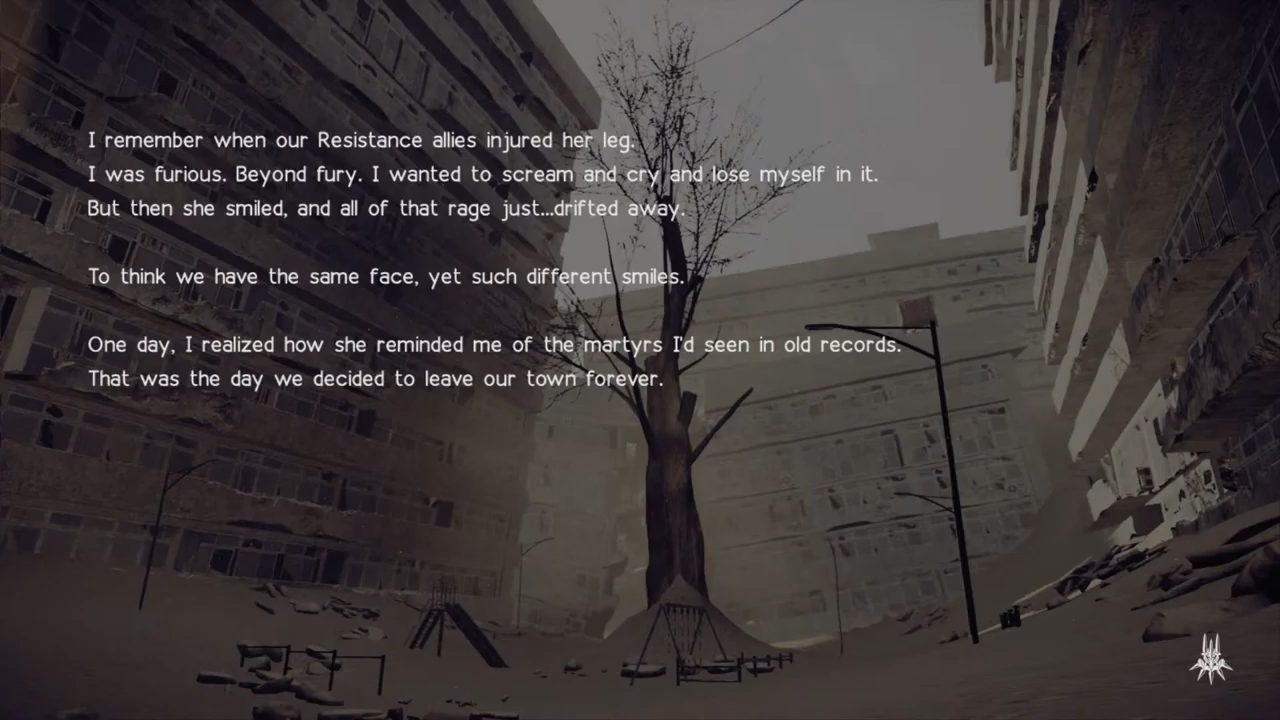 I remember when our Resistance allies injured her leg.
I was furious. Beyond fury. I wanted to scream and cry and lose myself in it.
But then she smiled, and all of that rage just...drifted away.
To think we have the same face, yet such different smiles.
One day, I realized how she reminded me of the martyrs I'd seen in old records.
That was the day we decided to leave our town forever.